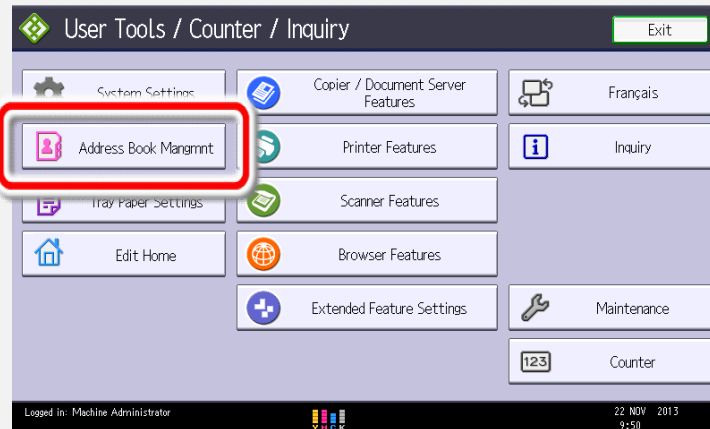 User Tools / Counter / Inquiry
Exit
System Settings
Copier / Document Server
Features
Français
Address Book Mangmnt
Printer Features
Inquiry
Tray Paper Settings
Scanner Features
Edit Home
Browser Features
Extended Feature Settings
Maintenance
123
Counter
Logged in: Machine Administrator
Y M C K
22 NOV 2013
9:50